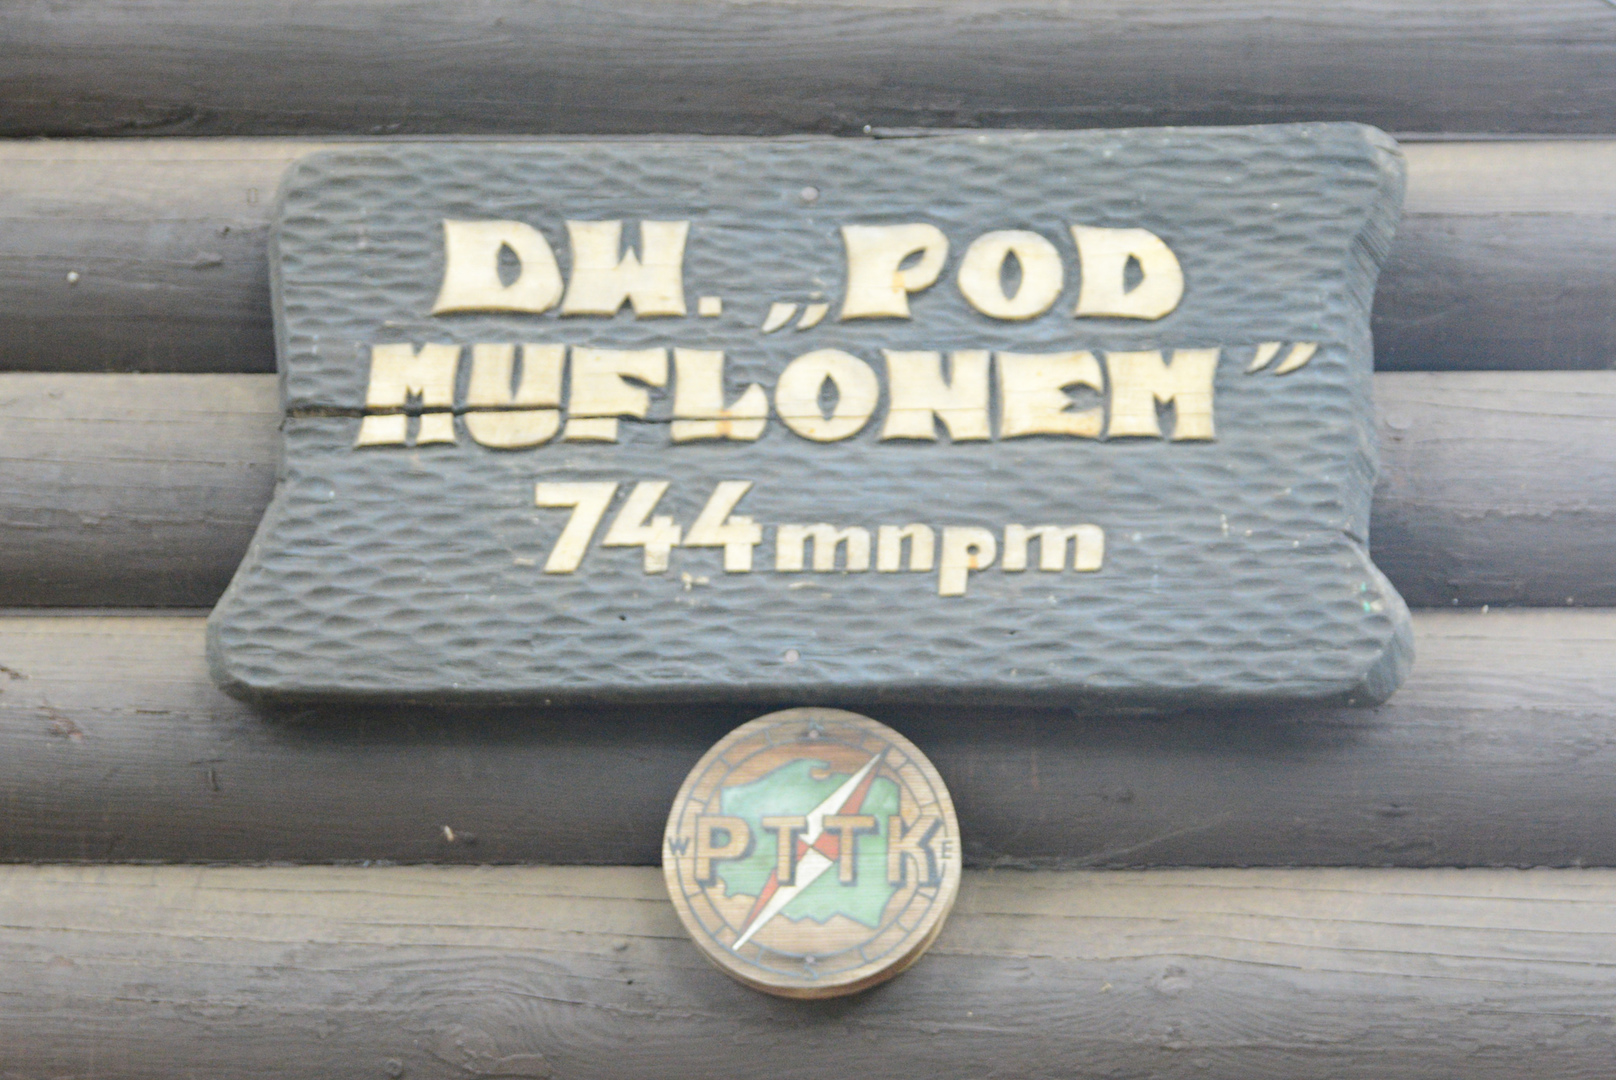 DW. „POD
MUFLONEM”
744 mnpm
N
W PTTK E
S